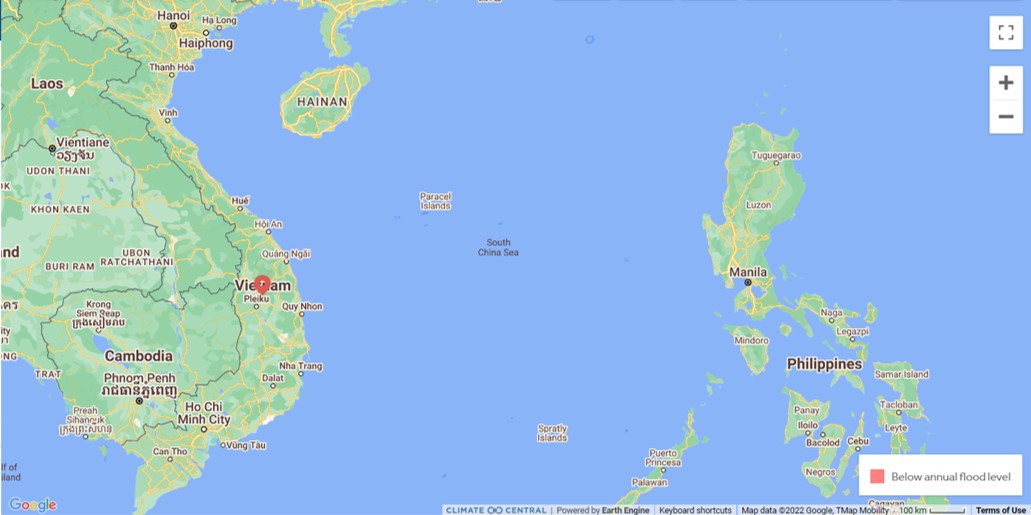 Hanoi
Hạ Long
Haiphong
Thanh Hóa
Laos
HAINAN
Vinh
Vientiane
ວຽງຈັນ
UDON THANI
KHON KAEN
Tuguegarao
Paracel
Islands
Huế
Luzon
Hội An
South
China Sea
UBON
RATCHATHANI
Quảng Ngãi
BURI RAM
Manila
Vietnam
Pleiku
Quy Nhon
Krong
Siem Reap
ក្រុងសៀមរាប
Naga
Legazpi
Mindoro
Cambodia
Philippines
Nha Trang
TRAT
Phnom Penh
រាជធានីភ្នំពេញ
Dalat
Samar Island
Ho Chi
Minh City
Preah
Sihanouk
Tacloban
Panay
Iloilo
Leyte
Spratly
Islands
Bacolod
Cebu
Vũng Tàu
Can Tho
Puerto
Princesa
Negros
Palawan
Below annual flood level
Google
CLIMATE CENTRAL | Powered by Earth Engine Keyboard shortcuts Map data ©2022 Google, TMap Mobility 100 km Terms of Use